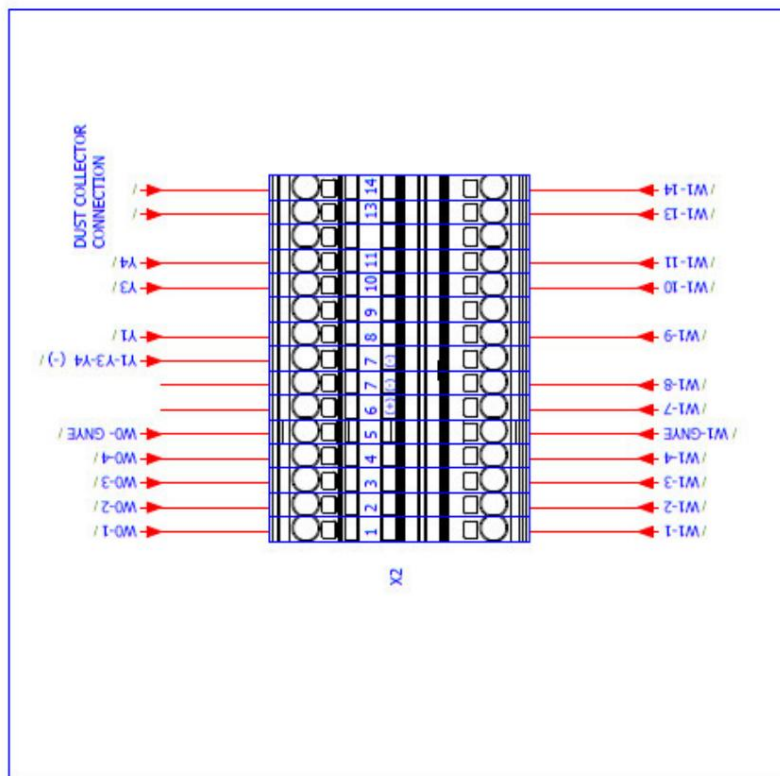 DUST COLLECTOR
CONNECTION
/
/
Y4 /
Y3 /
Y1 /
Y1-Y3-Y4 (-) /
W0- GNYE /
W0-4 /
W0-3 /
W0-2 /
W0-1 /
14
13
11
10
9
8
7 (-)
7 (-)
6 (+)
5
4
3
2
1
W1-14 /
W1-13 /
W1-11 /
W1-10 /
W1-9 /
W1-8 /
W1-7 /
W1-GNYE /
W1-4 /
W1-3 /
W1-2 /
W1-1 /
X2